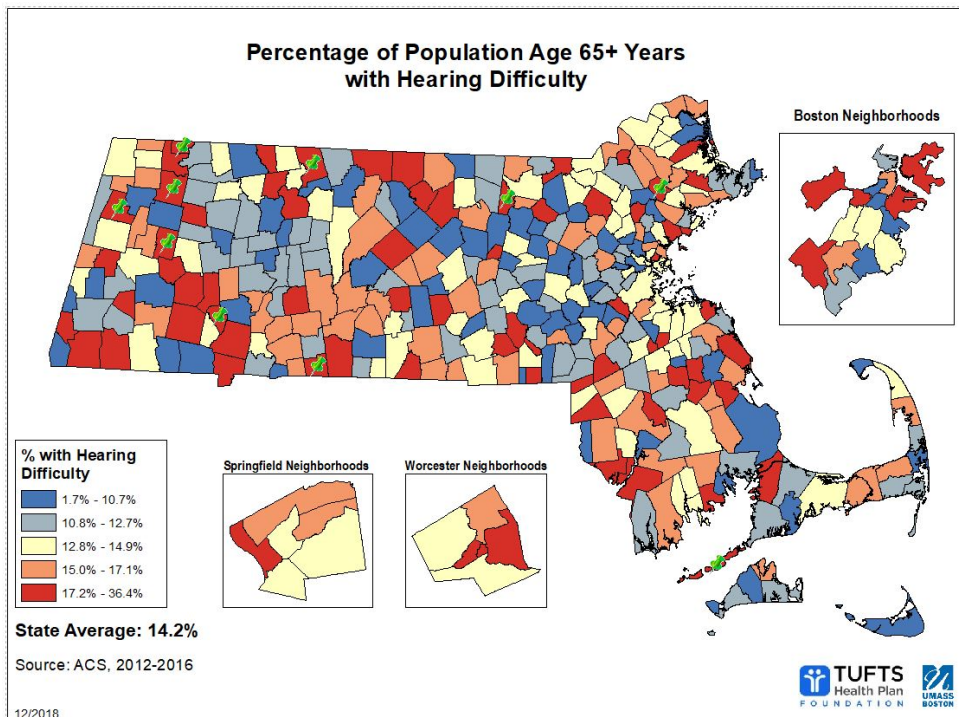 Percentage of Population Age 65+ Years
with Hearing Difficulty
Boston Neighborhoods
% with Hearing
Difficulty
1.7% - 10.7%
10.8% - 12.7%
12.8% - 14.9%
15.0% - 17.1%
17.2% - 36.4%
Springfield Neighborhoods
Worcester Neighborhoods
State Average: 14.2%
Source: ACS, 2012-2016
12/2018
TUFTS
Health Plan
FOUNDATION
UMASS
BOSTON